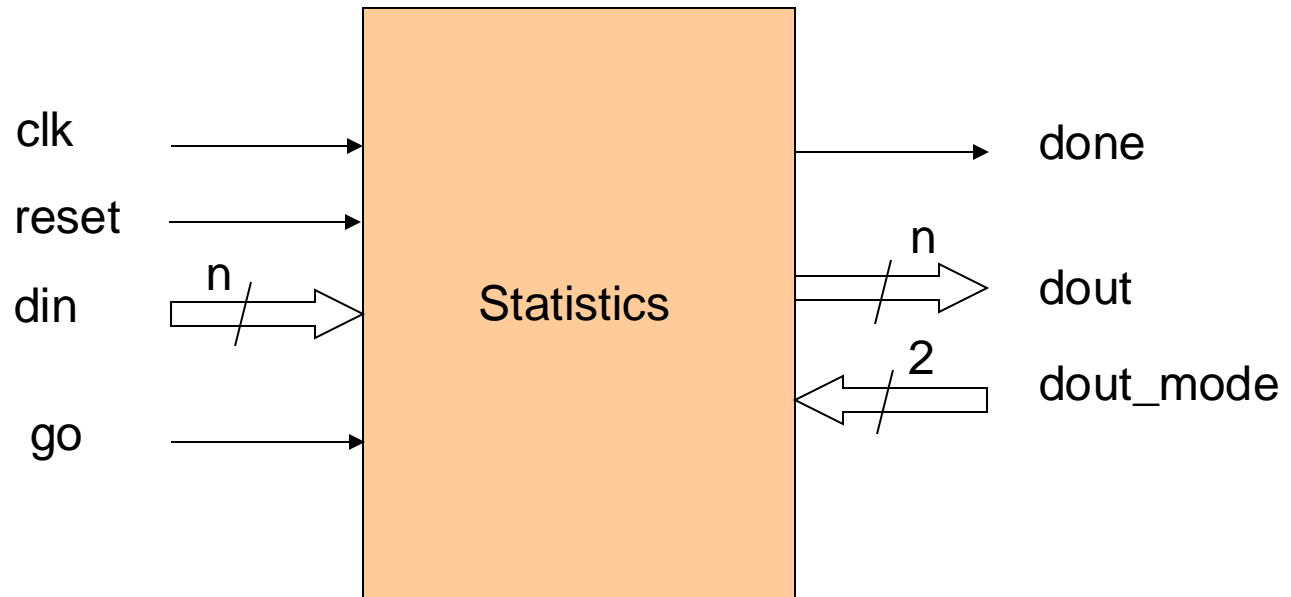 clk
reset
n
din
go
Statistics
done
n
dout
2
dout_mode